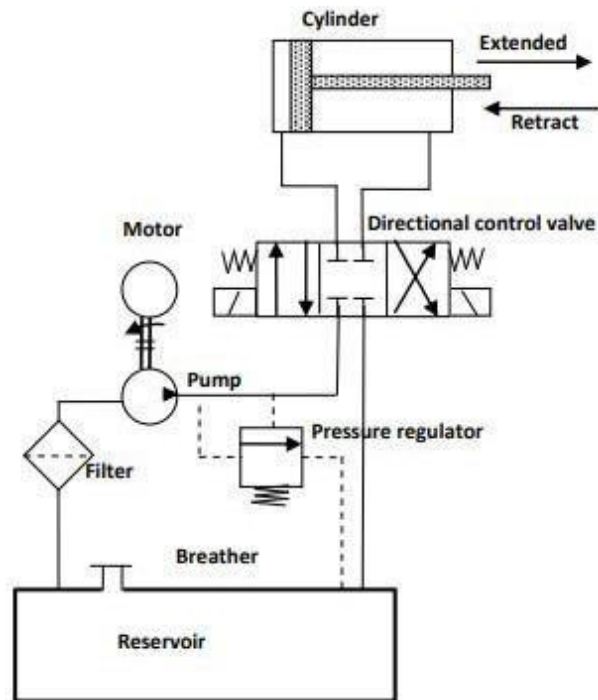 Cylinder
Extended
Retract
Directional control valve
Motor
Pump
Pressure regulator
Filter
Breather
Reservoir